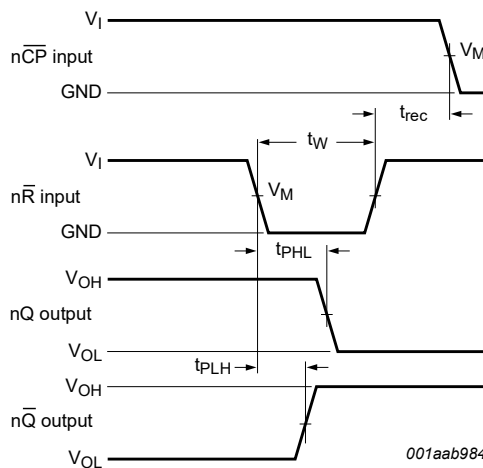 V_I
nC̅P̅ input
V_M
GND
t_rec
t_W
V_I
nR̅ input
V_M
GND
t_PHL
V_OH
nQ output
V_OL
t_PLH
V_OH
nQ̅ output
V_OL
001aab984